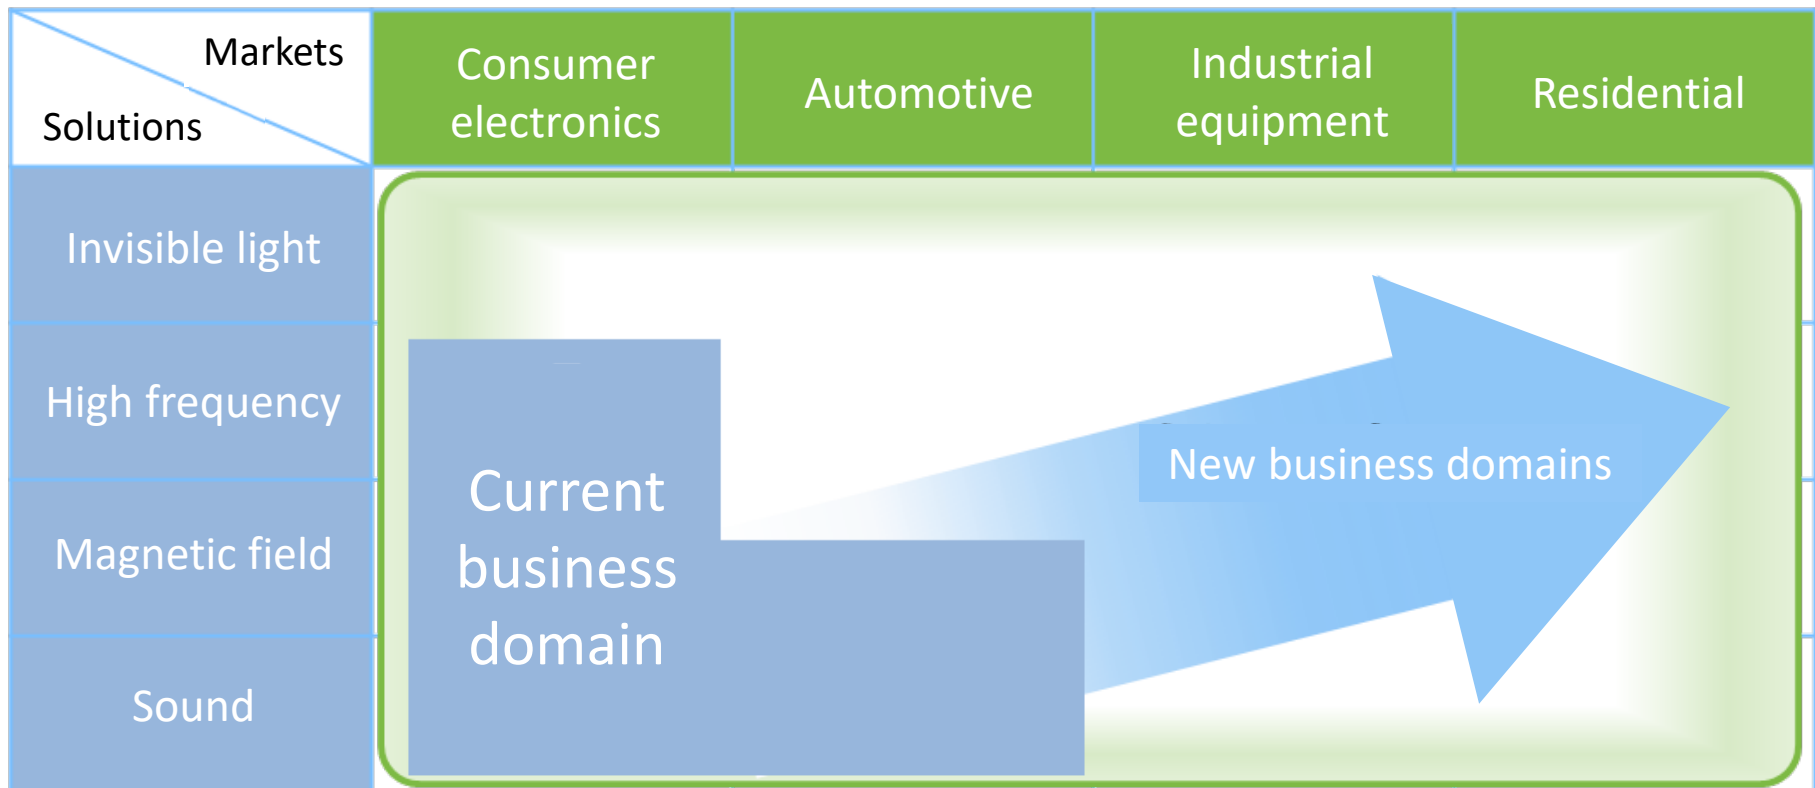 Markets
Solutions
Consumer
electronics
Automotive
Industrial
equipment
Residential
Invisible light
High frequency
Magnetic field
Sound
Current
business
domain
New business domains